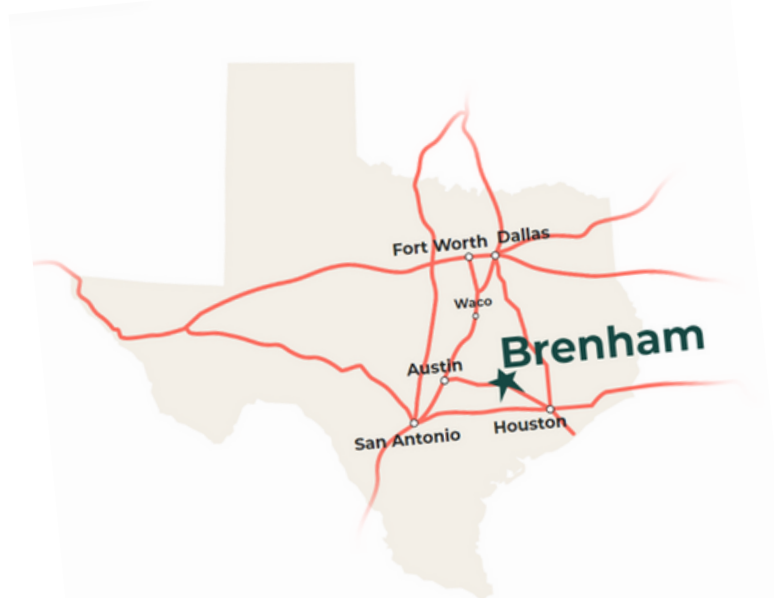 Fort Worth
Dallas
Waco
Brenham
Austin
San Antonio
Houston